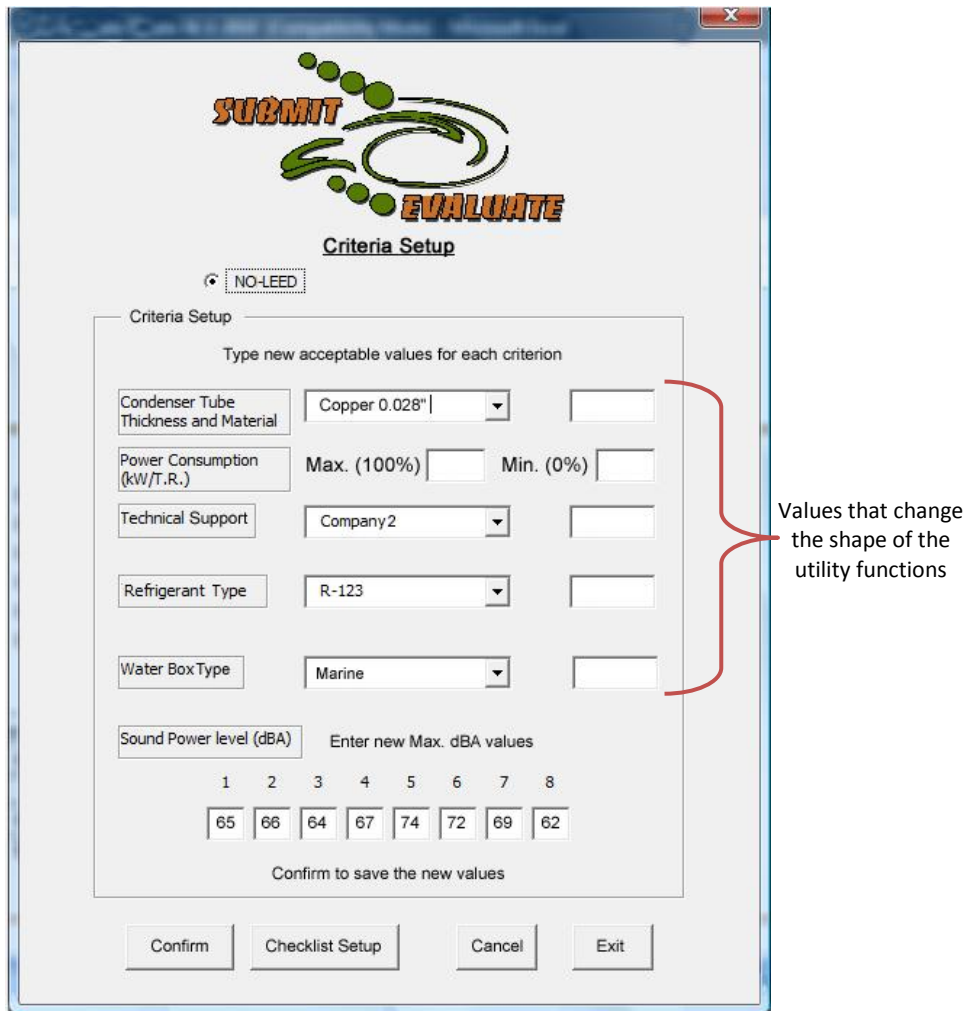 X
SUBMIT
EVALUATE
Criteria Setup
NO-LEED
Criteria Setup
Type new acceptable values for each criterion
Condenser Tube
Thickness and Material
Copper 0.028"
Power Consumption
(kW/T.R.)
Max. (100%)
Min. (0%)
Technical Support
Company2
Values that change
the shape of the
utility functions
Refrigerant Type
R-123
Water BoxType
Marine
Sound Power level (dBA)
Enter new Max. dBA values
1 2 3 4 5 6 7 8
65 66 64 67 74 72 69 62
Confirm to save the new values
Confirm Checklist Setup Cancel Exit